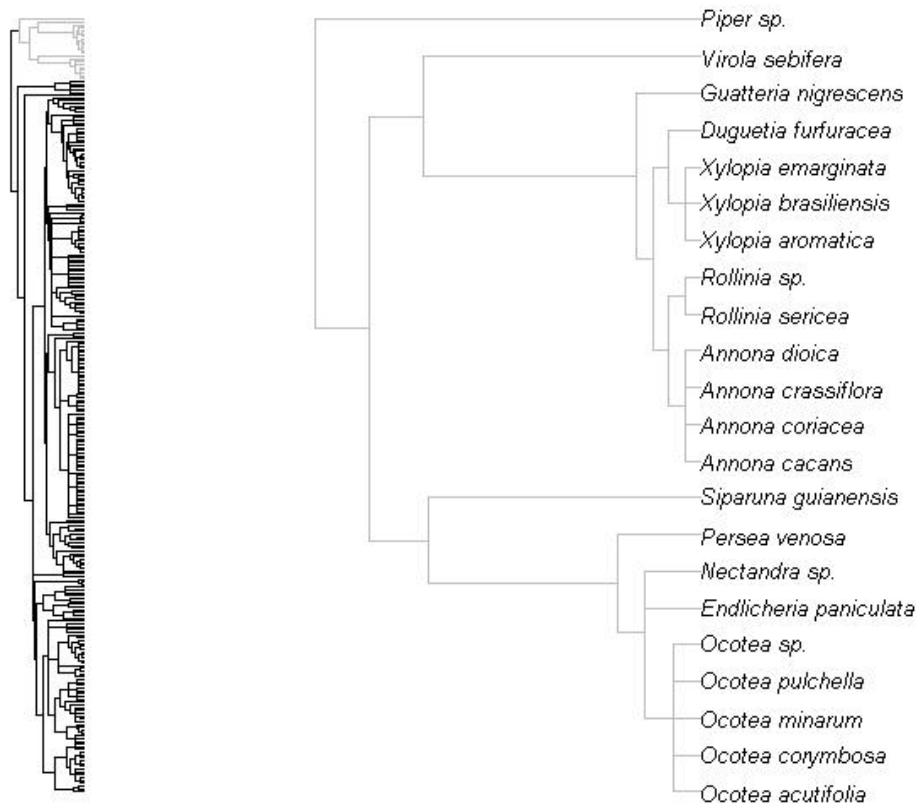 Piper sp.
Virola sebifera
Guatteria nigrescens
Duguetia furfuracea
Xylopia emarginata
Xylopia brasiliensis
Xylopia aromatica
Rollinia sp.
Rollinia sericea
Annona dioica
Annona crassiflora
Annona coriacea
Annona cacans
Siparuna guianensis
Persea venosa
Nectandra sp.
Endlicheria paniculata
Ocotea sp.
Ocotea pulchella
Ocotea minarum
Ocotea corymbosa
Ocotea acutifolia